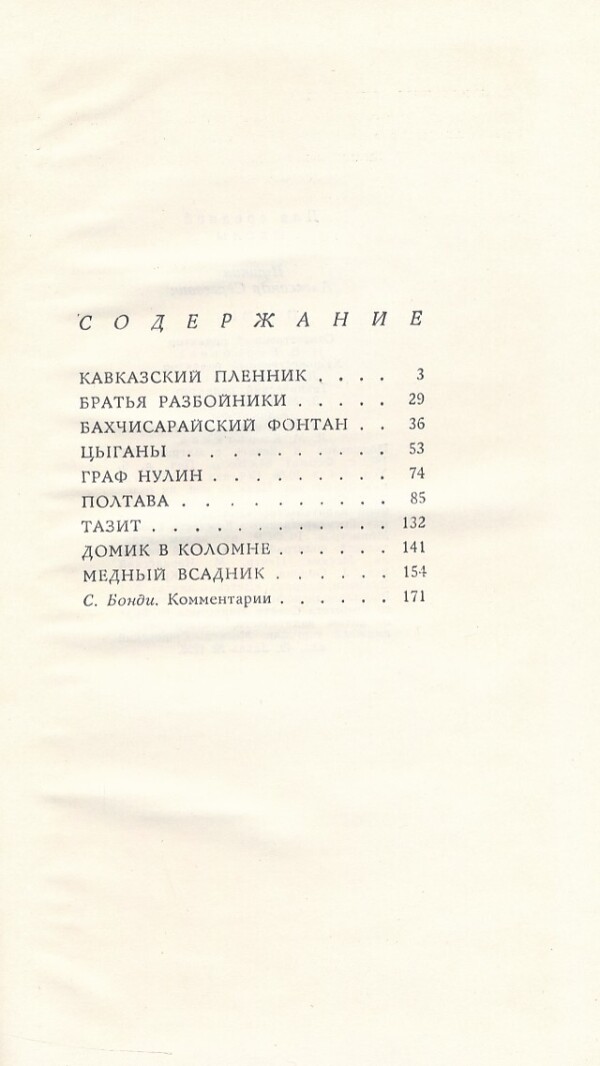 СОДЕРЖАНИЕ
КАВКАЗСКИЙ ПЛЕННИК . . . . 3
БРАТЬЯ РАЗБОЙНИКИ . . . . . 29
БАХЧИСАРАЙСКИЙ ФОНТАН . . 36
ЦЫГАНЫ . . . . . . . . . . 53
ГРАФ НУЛИН . . . . . . . . . 74
ПОЛТАВА . . . . . . . . . . 85
ТАЗИТ . . . . . . . . . . . . 132
ДОМИК В КОЛОМНЕ . . . . . . 141
МЕДНЫЙ ВСАДНИК . . . . . . 154
С. Бонди. Комментарии . . . . . . 171